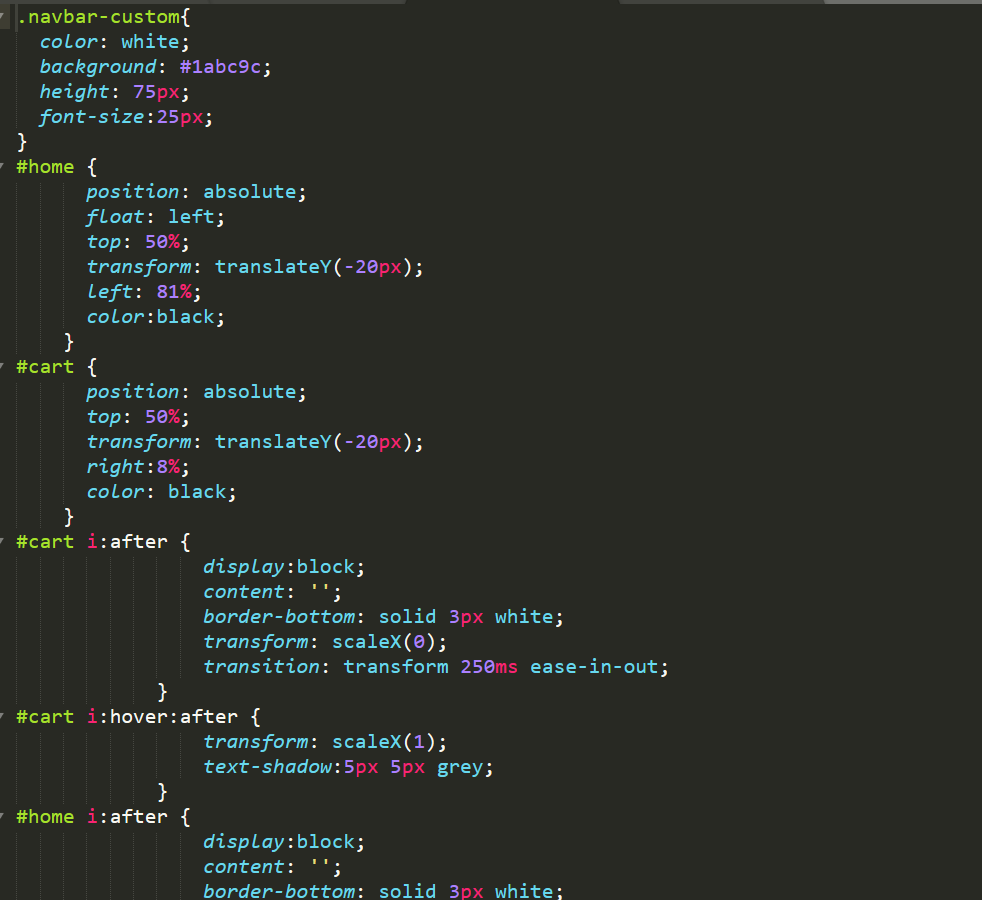 .navbar-custom{
  color: white;
  background: #1abc9c;
  height: 75px;
  font-size:25px;
}
#home {
      position: absolute;
      float: left;
      top: 50%;
      transform: translateY(-20px);
      left: 81%;
      color:black;
    }
#cart {
      position: absolute;
      top: 50%;
      transform: translateY(-20px);
      right:8%;
      color: black;
    }
#cart i:after {
                display:block;
                content: '';
                border-bottom: solid 3px white;
                transform: scaleX(0);
                transition: transform 250ms ease-in-out;
            }
#cart i:hover:after {
                transform: scaleX(1);
                text-shadow:5px 5px grey;
            }
#home i:after {
                display:block;
                content: '';
                border-bottom: solid 3px white;